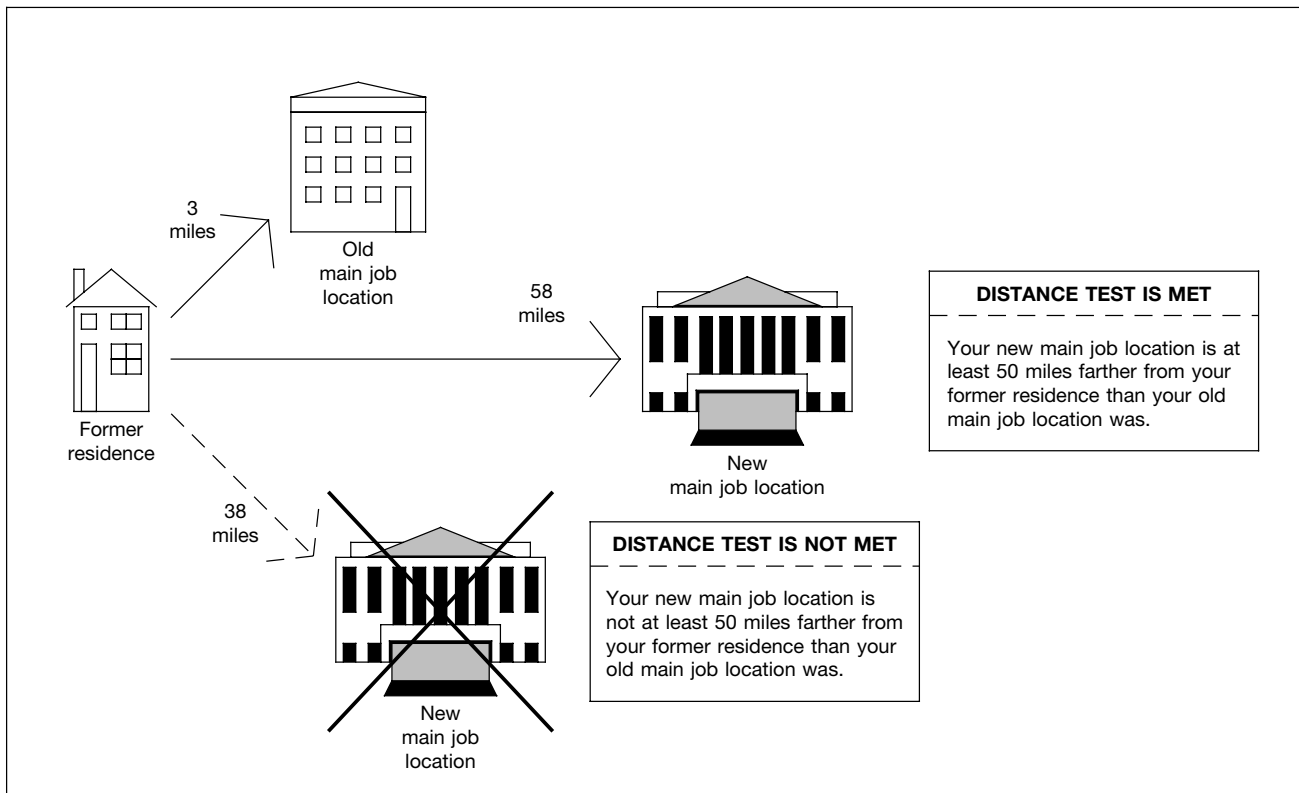 3
miles
Old
main job
location
58
miles
Former
residence
New
main job location
DISTANCE TEST IS MET
Your new main job location is at
least 50 miles farther from your
former residence than your old
main job location was.
38
miles
New
main job
location
DISTANCE TEST IS NOT MET
Your new main job location is
not at least 50 miles farther from
your former residence than your
old main job location was.